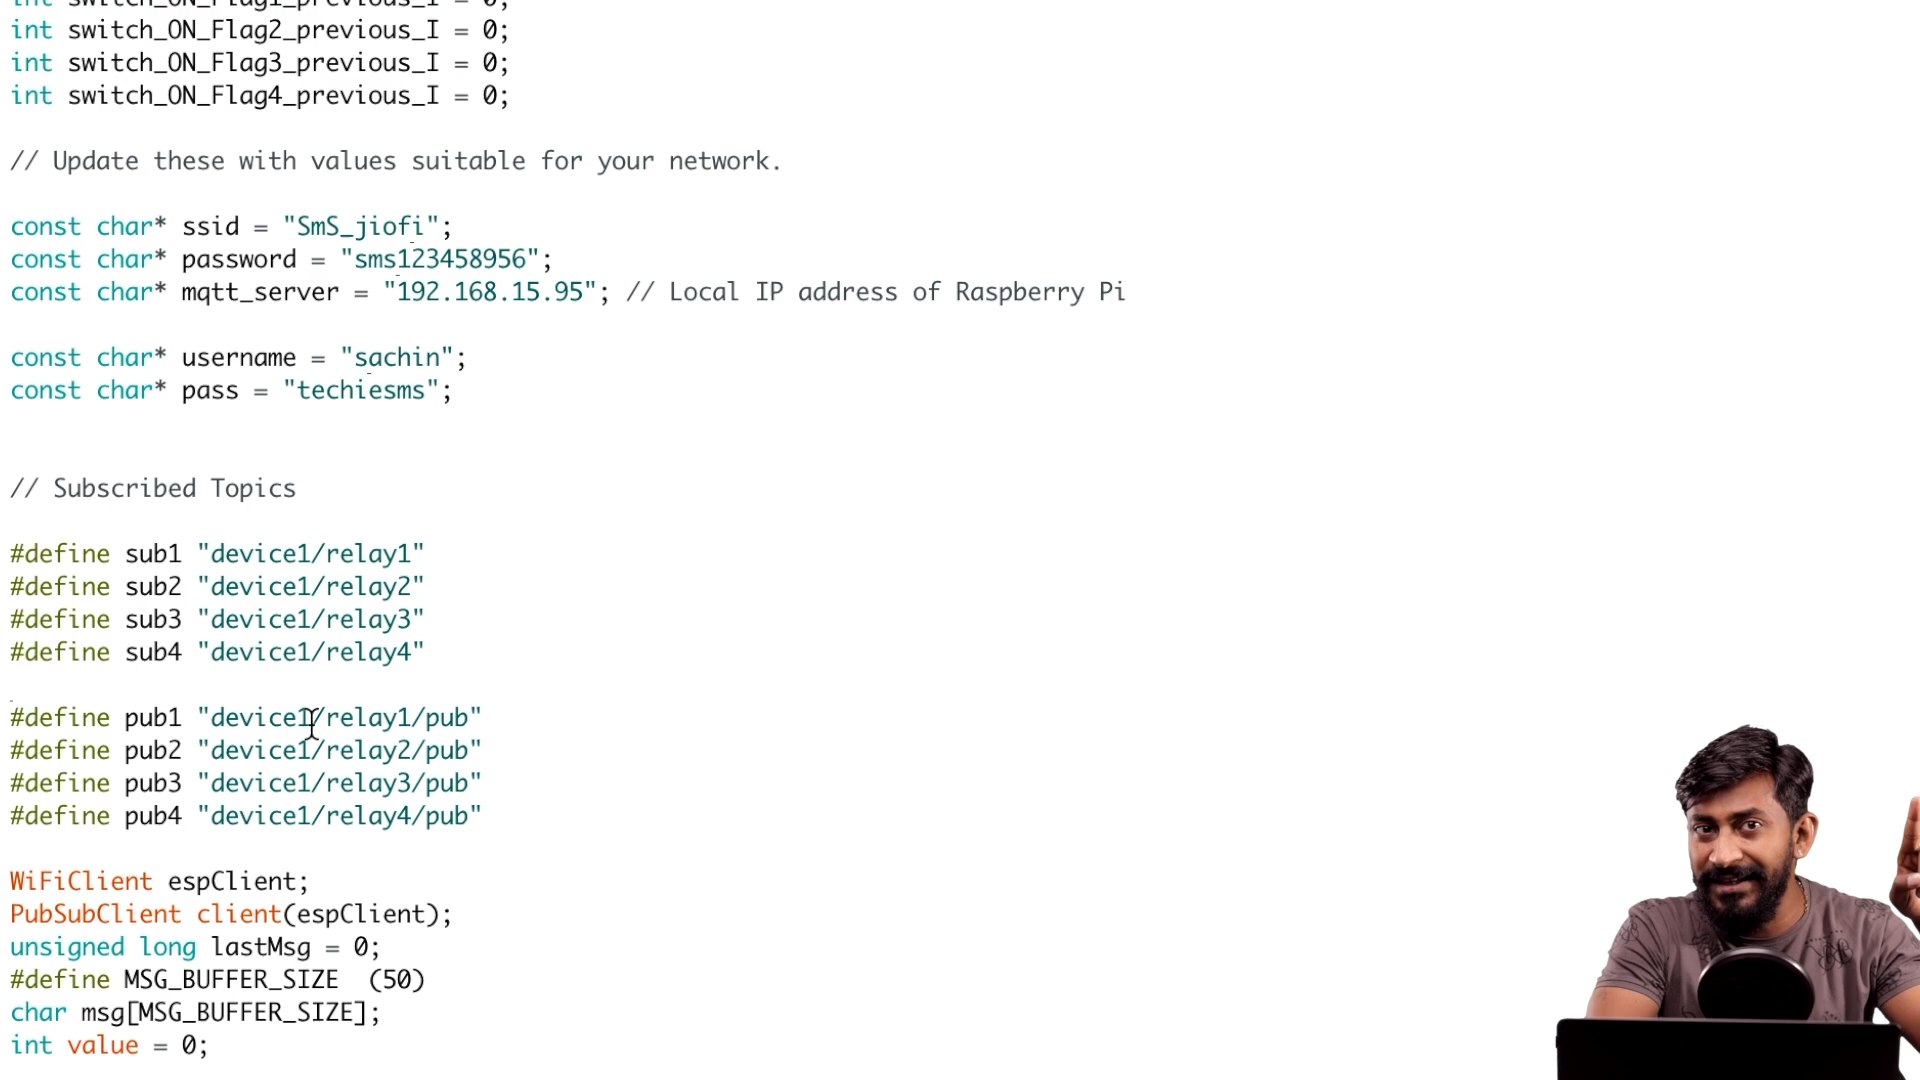 int switch_ON_Flag1_previous_I = 0;
int switch_ON_Flag2_previous_I = 0;
int switch_ON_Flag3_previous_I = 0;
int switch_ON_Flag4_previous_I = 0;
// Update these with values suitable for your network.
const char* ssid = "SmS_jiofi";
const char* password = "sms123458956";
const char* mqtt_server = "192.168.15.95"; // Local IP address of Raspberry Pi
const char* username = "sachin";
const char* pass = "techiesms";
// Subscribed Topics
#define sub1 "device1/relay1"
#define sub2 "device1/relay2"
#define sub3 "device1/relay3"
#define sub4 "device1/relay4"
#define pub1 "device1/relay1/pub"
#define pub2 "device1/relay2/pub"
#define pub3 "device1/relay3/pub"
#define pub4 "device1/relay4/pub"
WiFiClient espClient;
PubSubClient client(espClient);
unsigned long lastMsg = 0;
#define MSG_BUFFER_SIZE  (50)
char msg[MSG_BUFFER_SIZE];
int value = 0;